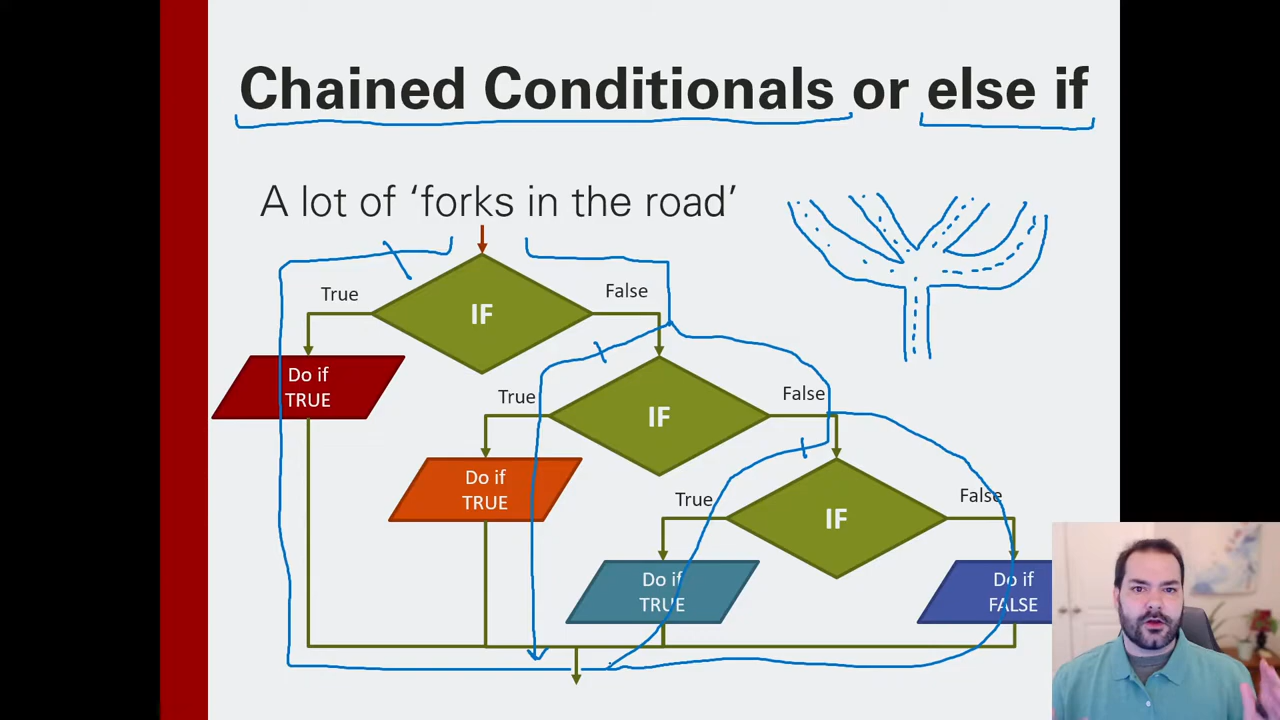 Chained Conditionals or else if
A lot of ‘forks in the road’
True
IF
False
Do if
TRUE
True
IF
False
Do if
TRUE
True
IF
False
Do if
TRUE
Do if
FALSE